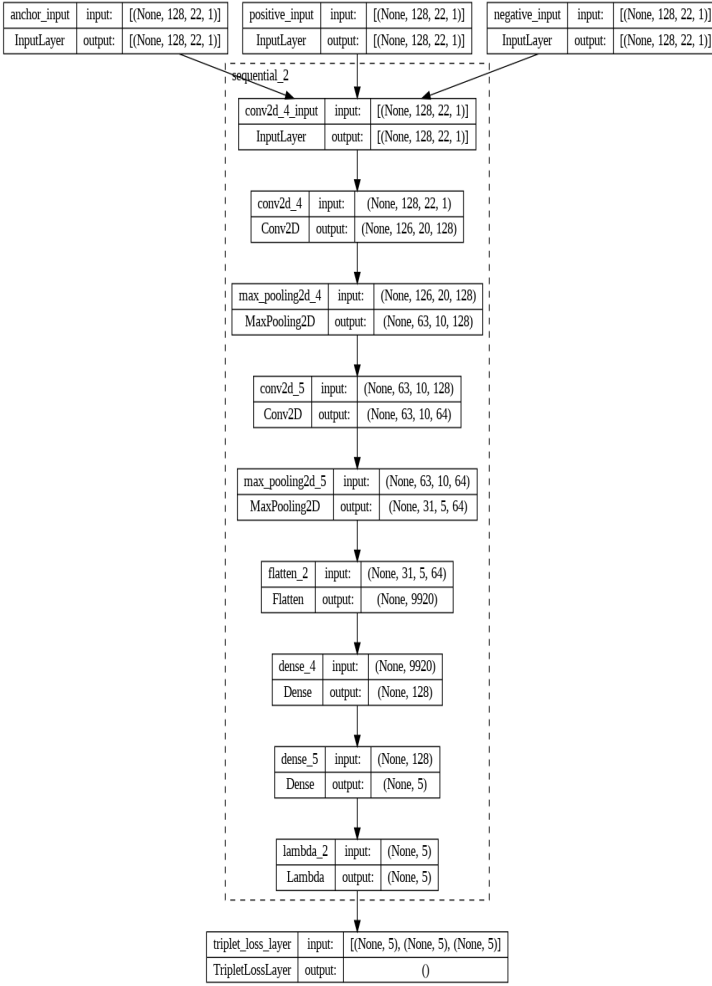 anchor_input input: [(None, 128, 22, 1)]
InputLayer output: [(None, 128, 22, 1)]
positive_input input: [(None, 128, 22, 1)]
InputLayer output: [(None, 128, 22, 1)]
negative_input input: [(None, 128, 22, 1)]
InputLayer output: [(None, 128, 22, 1)]
sequential_2
conv2d_4_input input: [(None, 128, 22, 1)]
InputLayer output: [(None, 128, 22, 1)]
conv2d_4 input: (None, 128, 22, 1)
Conv2D output: (None, 126, 20, 128)
max_pooling2d_4 input: (None, 126, 20, 128)
MaxPooling2D output: (None, 63, 10, 128)
conv2d_5 input: (None, 63, 10, 128)
Conv2D output: (None, 63, 10, 64)
max_pooling2d_5 input: (None, 63, 10, 64)
MaxPooling2D output: (None, 31, 5, 64)
flatten_2 input: (None, 31, 5, 64)
Flatten output: (None, 9920)
dense_4 input: (None, 9920)
Dense output: (None, 128)
dense_5 input: (None, 128)
Dense output: (None, 5)
lambda_2 input: (None, 5)
Lambda output: (None, 5)
triplet_loss_layer input: [(None, 5), (None, 5), (None, 5)]
TripletLossLayer output: ()